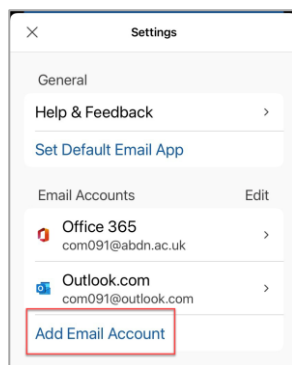 Settings
General
Help & Feedback
Set Default Email App
Email Accounts Edit
Office 365
com091@abdn.ac.uk
Outlook.com
com091@outlook.com
Add Email Account